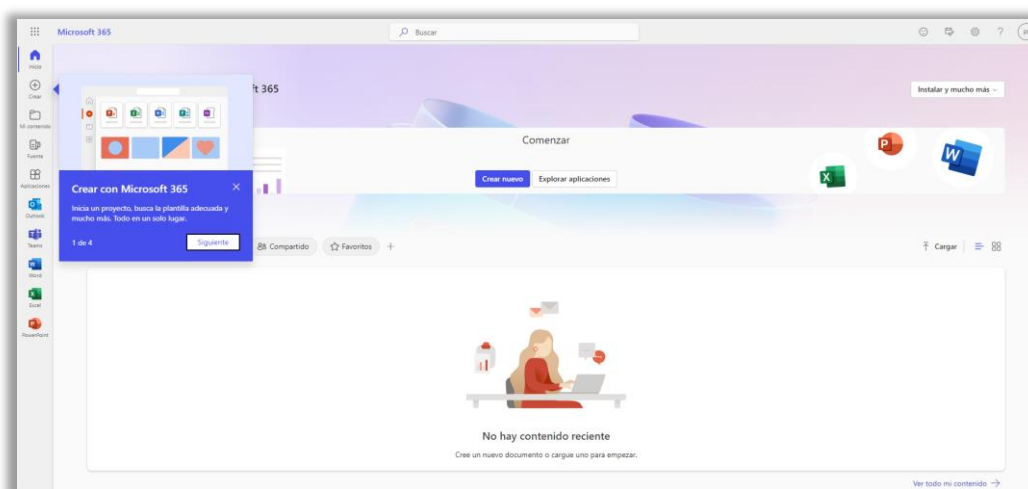 Microsoft 365
Buscar
?
Inicio
Crear
Mi contenido
Fuente
Aplicaciones
Outlook
Teams
Word
Excel
PowerPoint
ft 365
Instalar y mucho más
Comenzar
Crear nuevo
Explorar aplicaciones
Crear con Microsoft 365
Inicia un proyecto, busca la plantilla adecuada y
mucho más. Todo en un solo lugar.
1 de 4
Siguiente
Compartido
Favoritos
+
Cargar
No hay contenido reciente
Cree un nuevo documento o cargue uno para empezar.
Ver todo mi contenido →